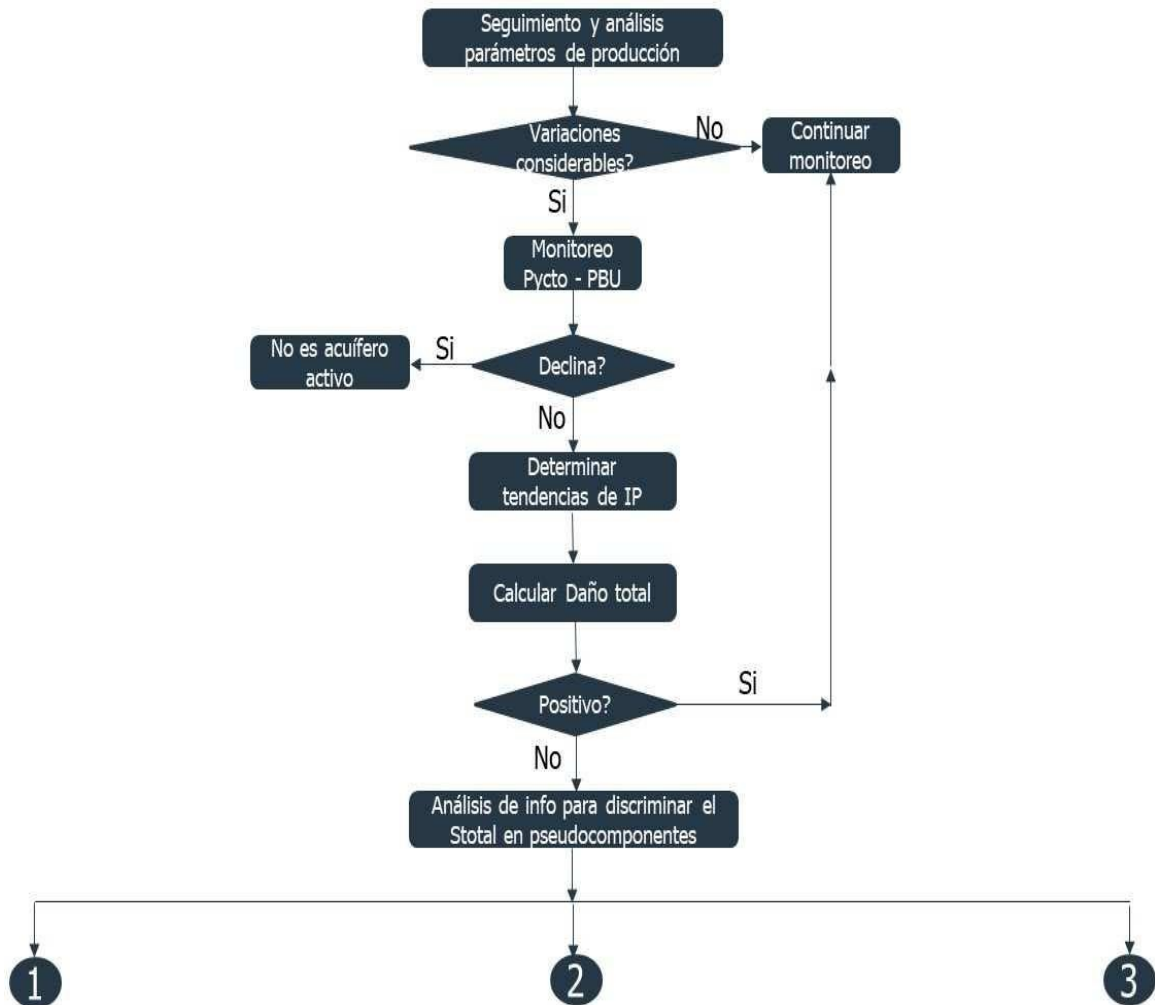 Seguimiento y análisis
parámetros de producción
Variaciones
considerables?
No
Continuar
monitoreo
Si
Monitoreo
Pycto - PBU
No es acuífero
activo
Si
Declina?
No
Determinar
tendencias de IP
Calcular Daño total
Positivo?
Si
No
Análisis de info para discriminar el
Stotal en pseudocomponentes
1
2
3